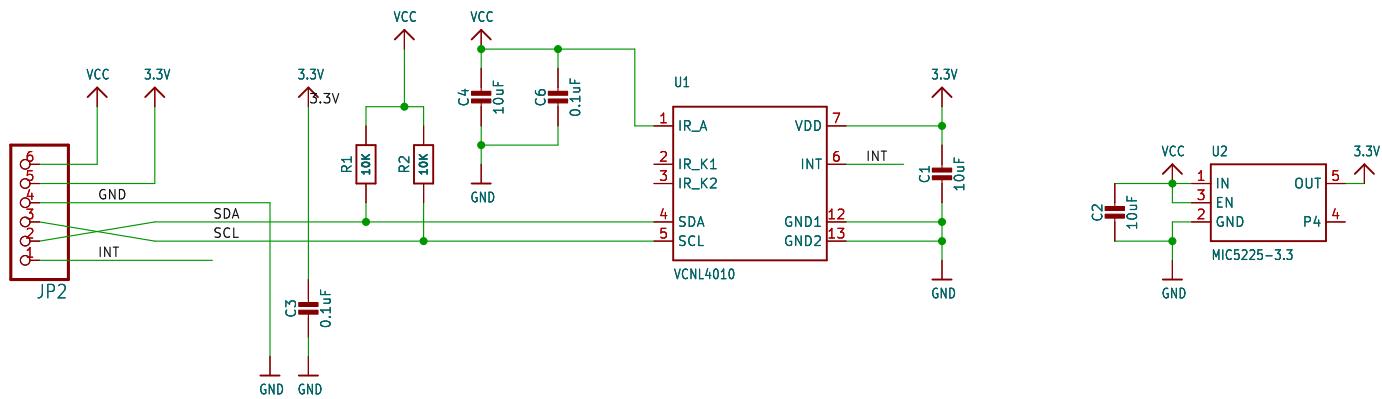 VCC
VCC
VCC
3.3V
3.3V
3.3V
3.3V
U1
C4
10uF
C6
0.1uF
1
IR_A
VDD
7
2
IR_K1
INT
6
INT
3
IR_K2
4
SDA
GND1
12
5
SCL
GND2
13
VCNL4010
C1
10uF
GND
R1
10K
R2
10K
GND
6
5
4
3
2
1
GND
SDA
SCL
INT
JP2
C3
0.1uF
GND
GND
VCC
U2
3.3V
1
IN
OUT
5
3
EN
2
GND
P4
4
C2
10uF
MIC5225-3.3
GND